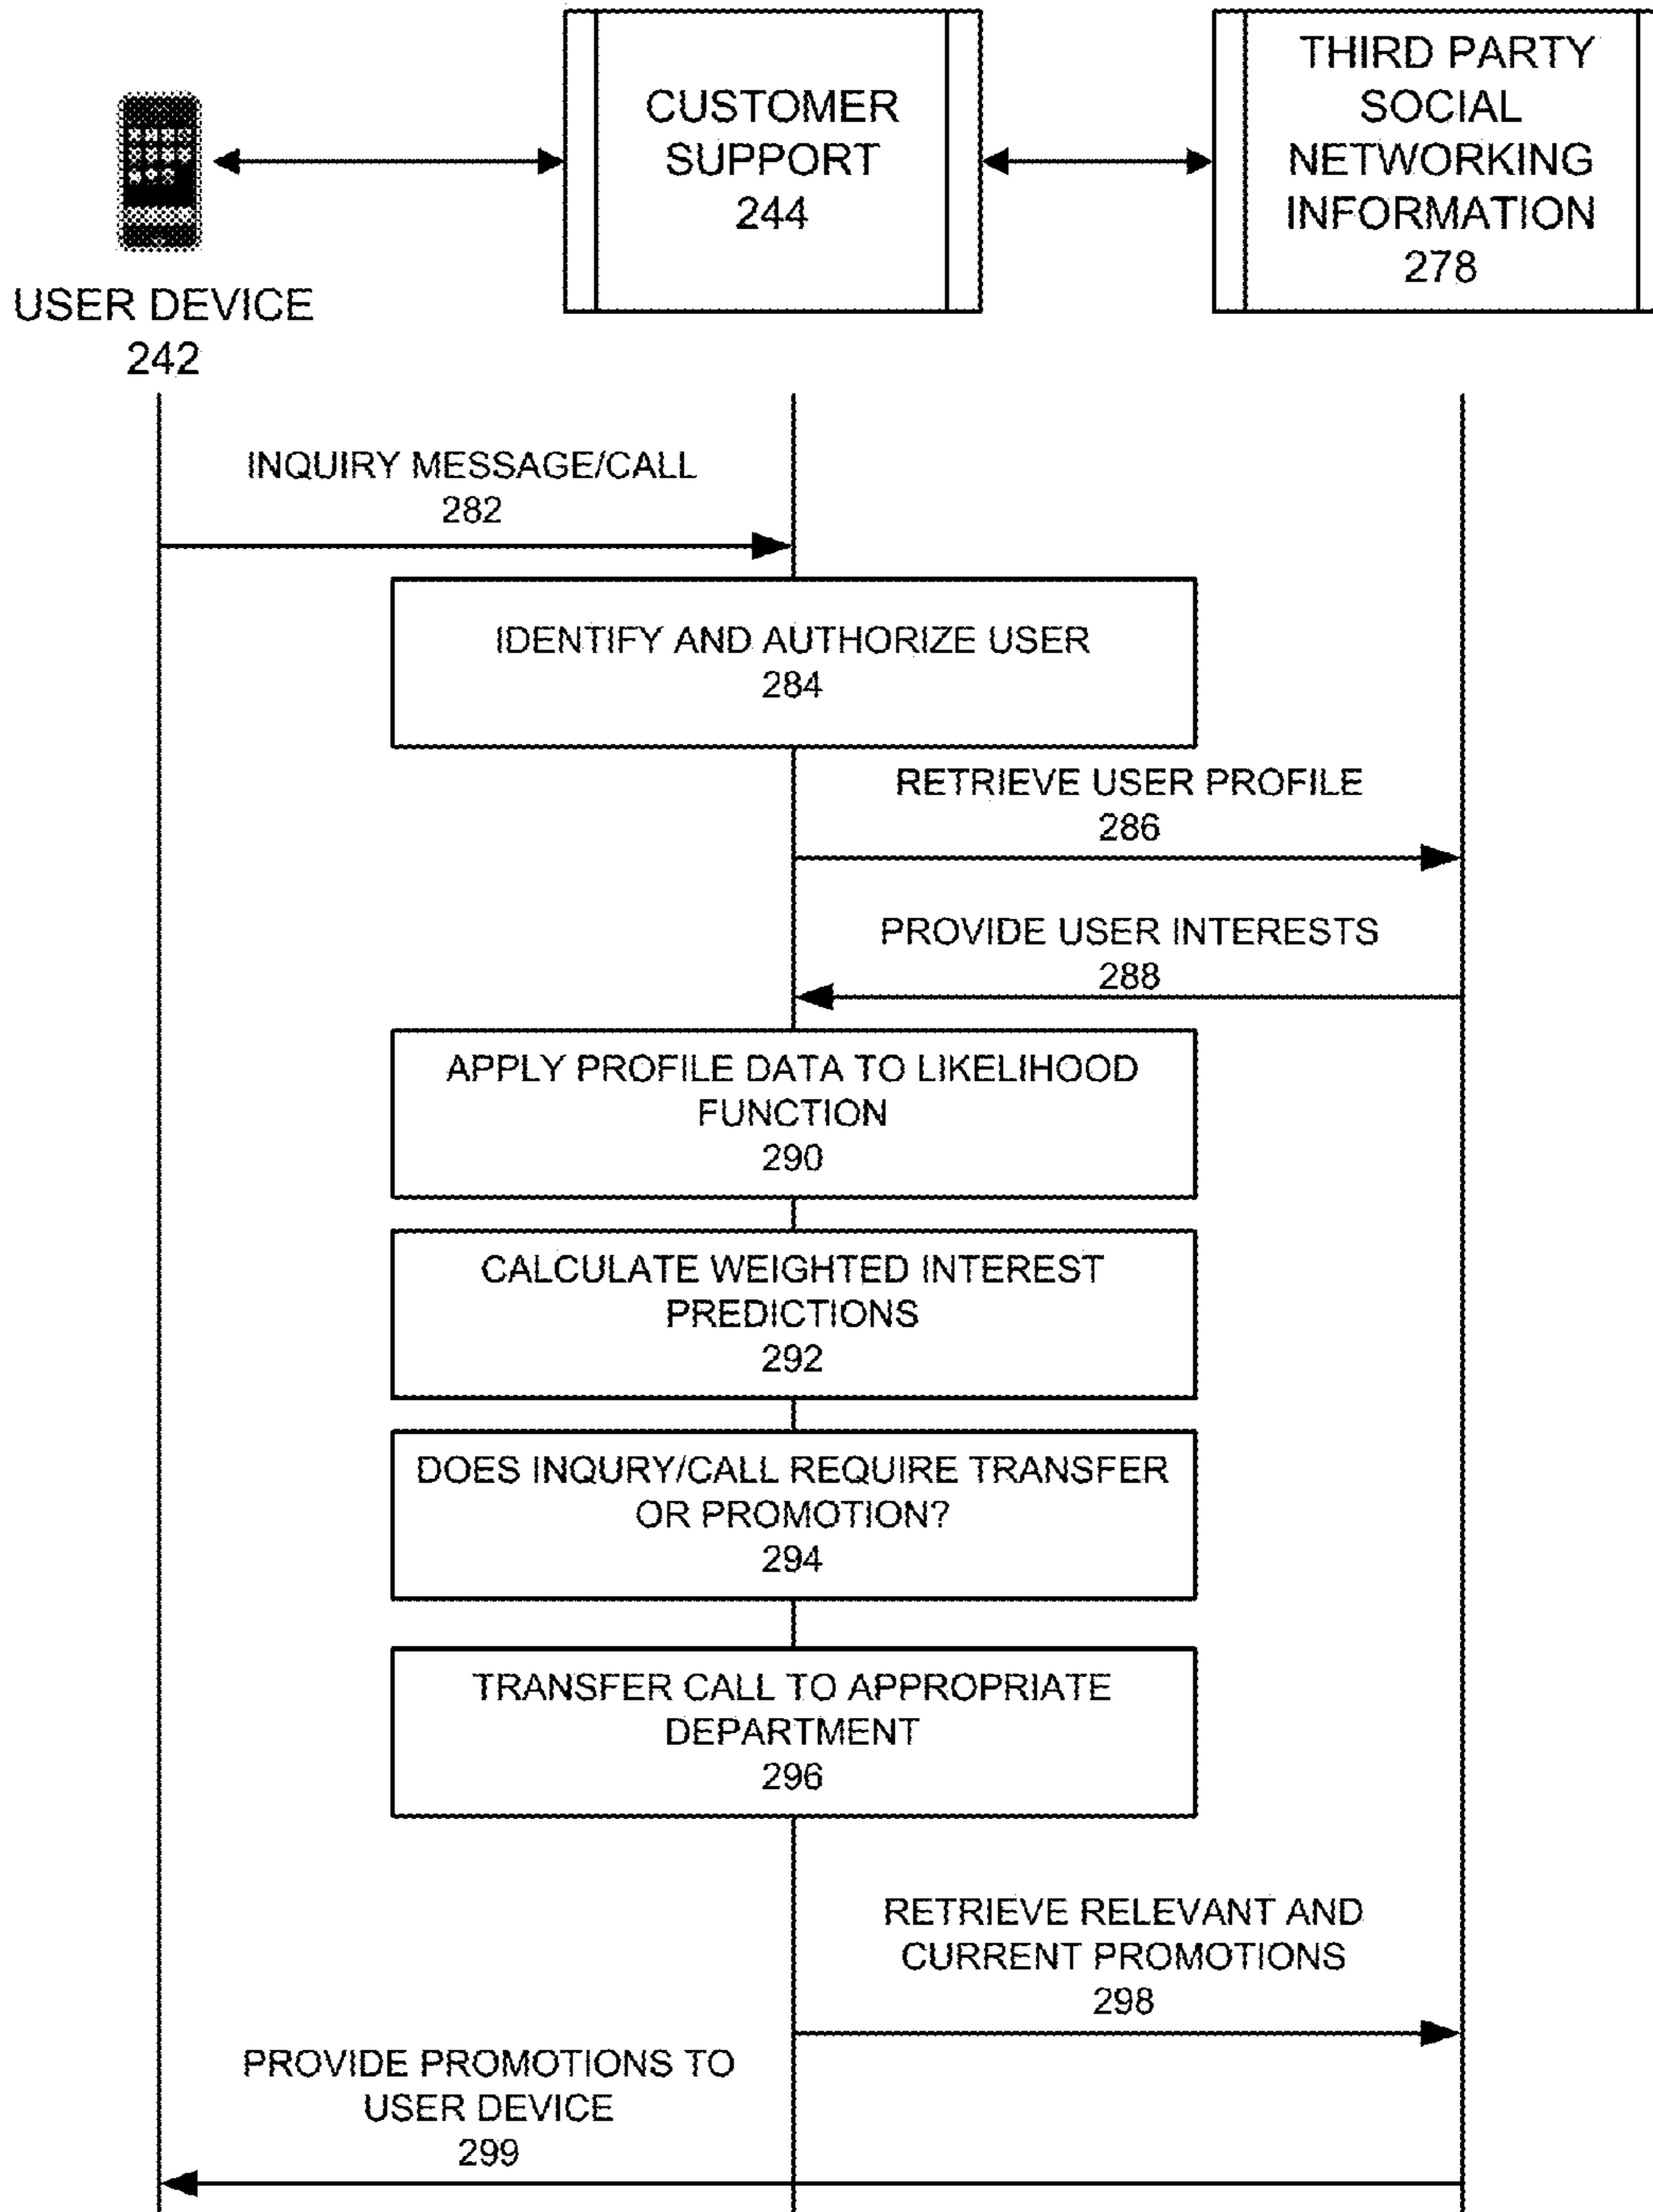 CUSTOMER
SUPPORT
244
THIRD PARTY
SOCIAL
NETWORKING
INFORMATION
278
USER DEVICE
242
INQUIRY MESSAGE/CALL
282
IDENTIFY AND AUTHORIZE USER
284
RETRIEVE USER PROFILE
286
PROVIDE USER INTERESTS
288
APPLY PROFILE DATA TO LIKELIHOOD
FUNCTION
290
CALCULATE WEIGHTED INTEREST
PREDICTIONS
292
DOES INQURY/CALL REQUIRE TRANSFER
OR PROMOTION?
294
TRANSFER CALL TO APPROPRIATE
DEPARTMENT
296
RETRIEVE RELEVANT AND
CURRENT PROMOTIONS
298
PROVIDE PROMOTIONS TO
USER DEVICE
299